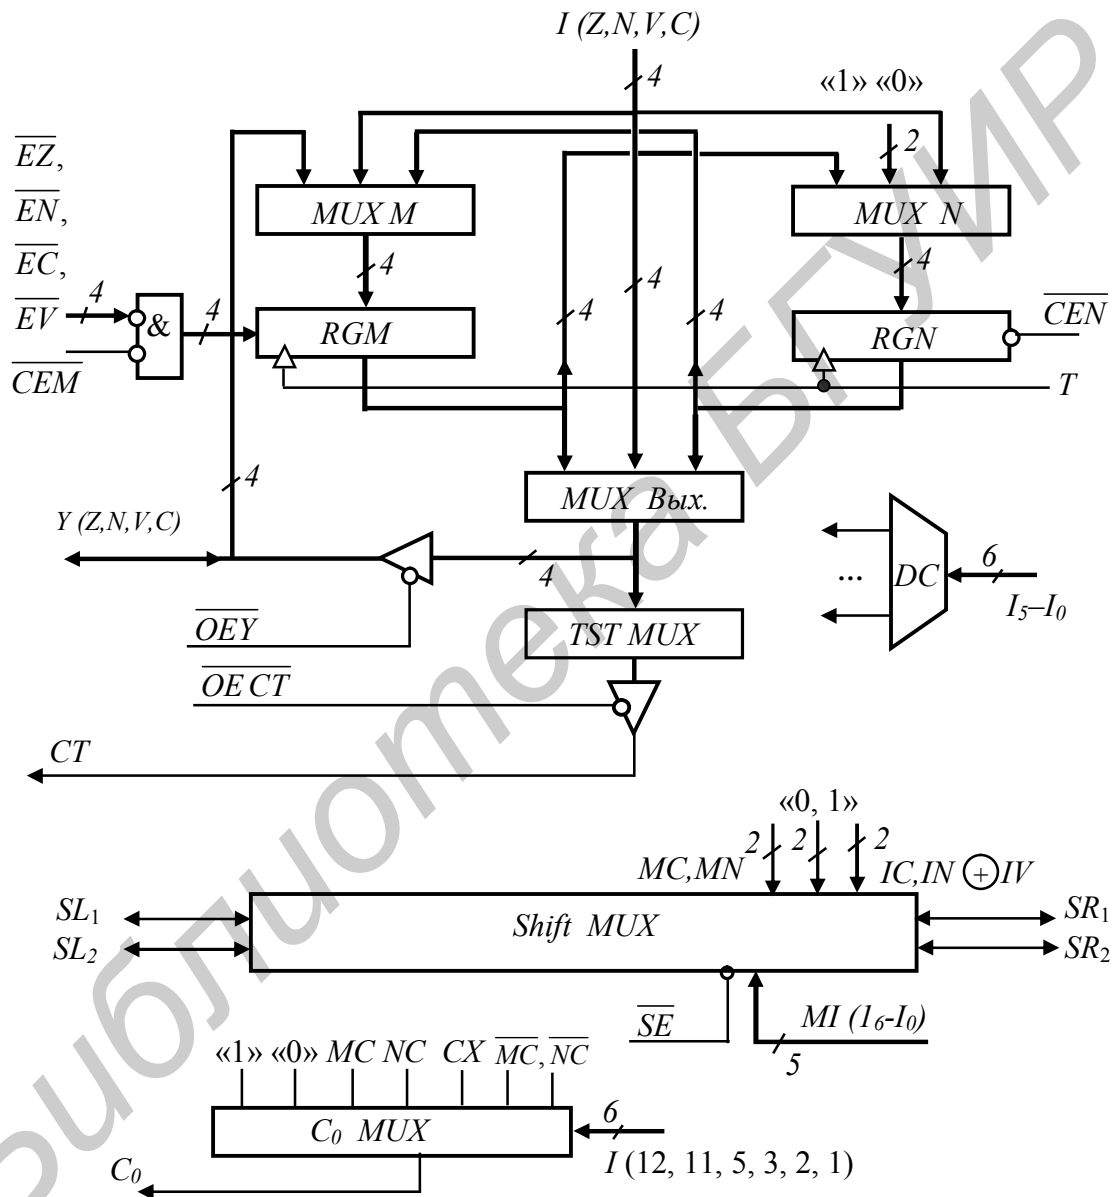 I (Z,N,V,C)
4
«1» «0»
2
EZ,
EN,
EC,
EV
4
CEM
&
4
MUX M
4
RGM
MUX N
4
RGN
CEN
T
4
4
4
MUX Вых.
4
Y (Z,N,V,C)
4
OEY
TST MUX
OE CT
CT
DC
...
6
I5–I0
«0, 1»
2
2
2
MC,MN
IC,IN + IV
SL1
SL2
Shift MUX
SR1
SR2
SE
MI (16-I0)
5
«1» «0» MC NC CX MC, NC
C0 MUX
6
I (12, 11, 5, 3, 2, 1)
C0
Библиотека БГУИР